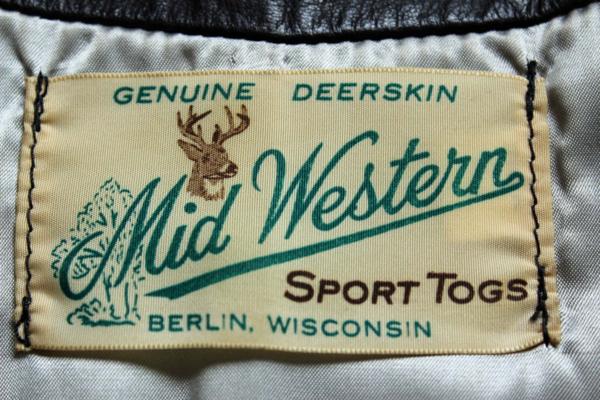 GENUINE DEERSKIN
Mid Western
SPORT TOGS
BERLIN, WISCONSIN